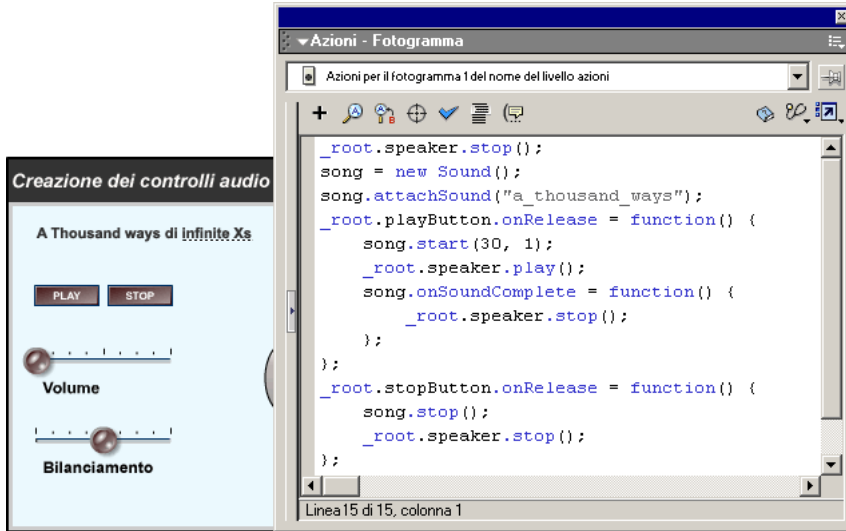 Creazione dei controlli audio
A Thousand ways di infinite Xs
PLAY STOP
Volume
Bilanciamento
Azioni - Fotogramma
Azioni per il fotogramma 1 del nome del livello azioni
_root.speaker.stop();
song = new Sound();
song.attachSound("a_thousand_ways");
_root.playButton.onRelease = function() {
song.start(30, 1);
_root.speaker.play();
song.onSoundComplete = function() {
_root.speaker.stop();
};
};
_root.stopButton.onRelease = function() {
song.stop();
_root.speaker.stop();
};
Linea 15 di 15, colonna 1